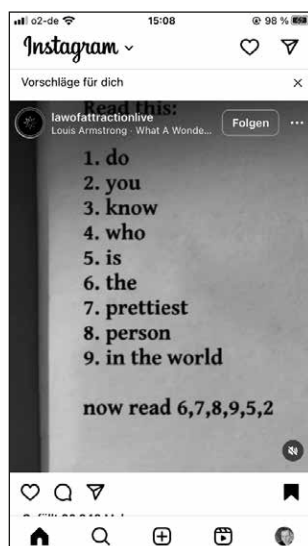 o2-de 15:08 98 %
Instagram
Vorschläge für dich
Read this:
lawofattractionlive
Louis Armstrong · What A Wonde...
Folgen
1. do
2. you
3. know
4. who
5. is
6. the
7. prettiest
8. person
9. in the world
now read 6,7,8,9,5,2